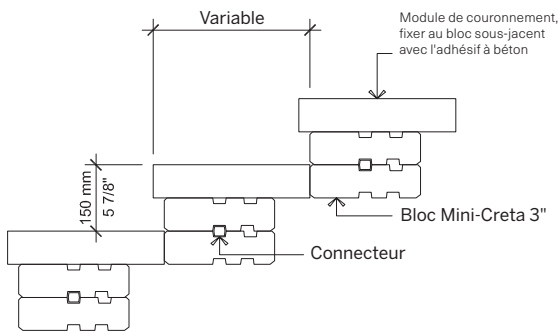 Variable
Module de couronnement,
fixer au bloc sous-jacent
avec l'adhésif à béton
150 mm
5 7/8"
Bloc Mini-Creta 3"
Connecteur